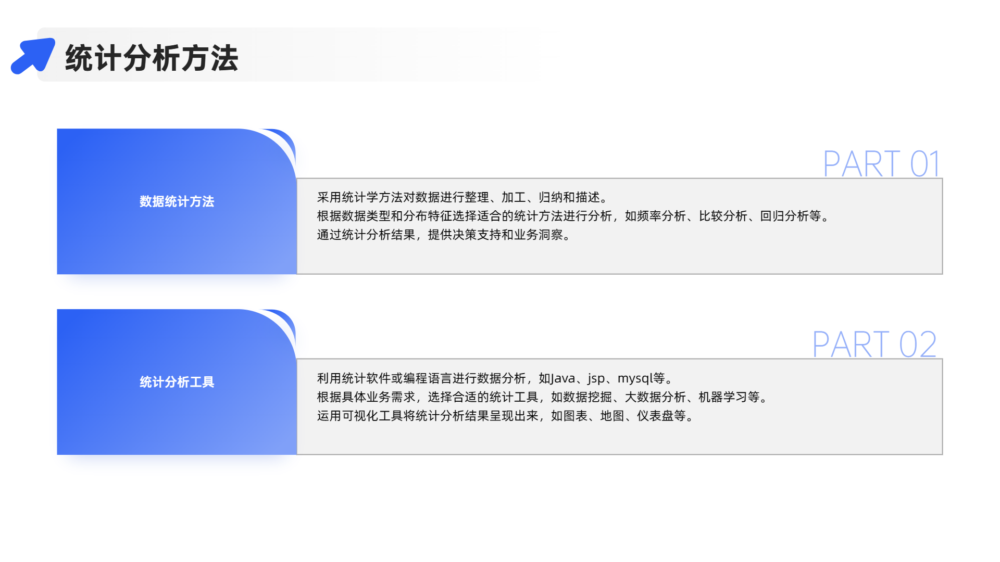 统计分析方法
PART 01
数据统计方法
采用统计学方法对数据进行整理、加工、归纳和描述。
根据数据类型和分布特征选择适合的统计方法进行分析，如频率分析、比较分析、回归分析等。
通过统计分析结果，提供决策支持和业务洞察。
PART 02
统计分析工具
利用统计软件或编程语言进行数据分析，如Java、jsp、mysql等。
根据具体业务需求，选择合适的统计工具，如数据挖掘、大数据分析、机器学习等。
运用可视化工具将统计分析结果呈现出来，如图表、地图、仪表盘等。